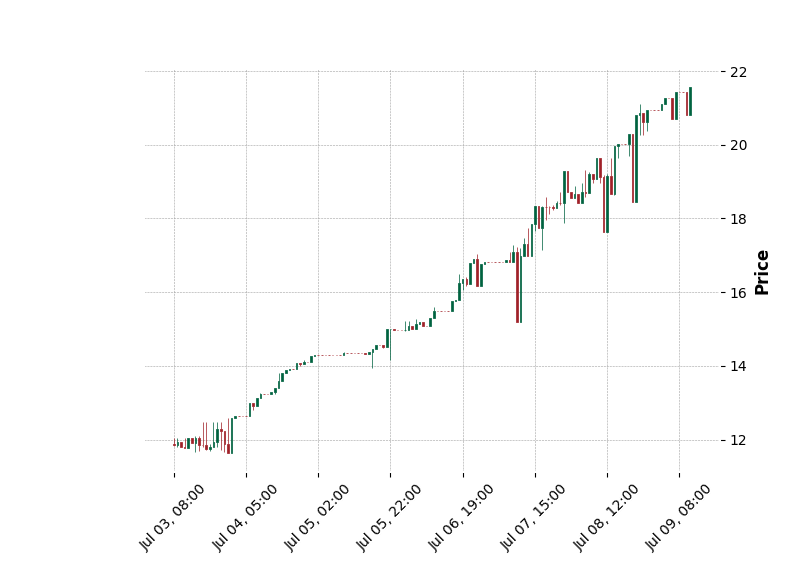 22
20
18
16
14
12
Price
Jul 03, 08:00
Jul 04, 05:00
Jul 05, 02:00
Jul 05, 22:00
Jul 06, 19:00
Jul 07, 15:00
Jul 08, 12:00
Jul 09, 08:00